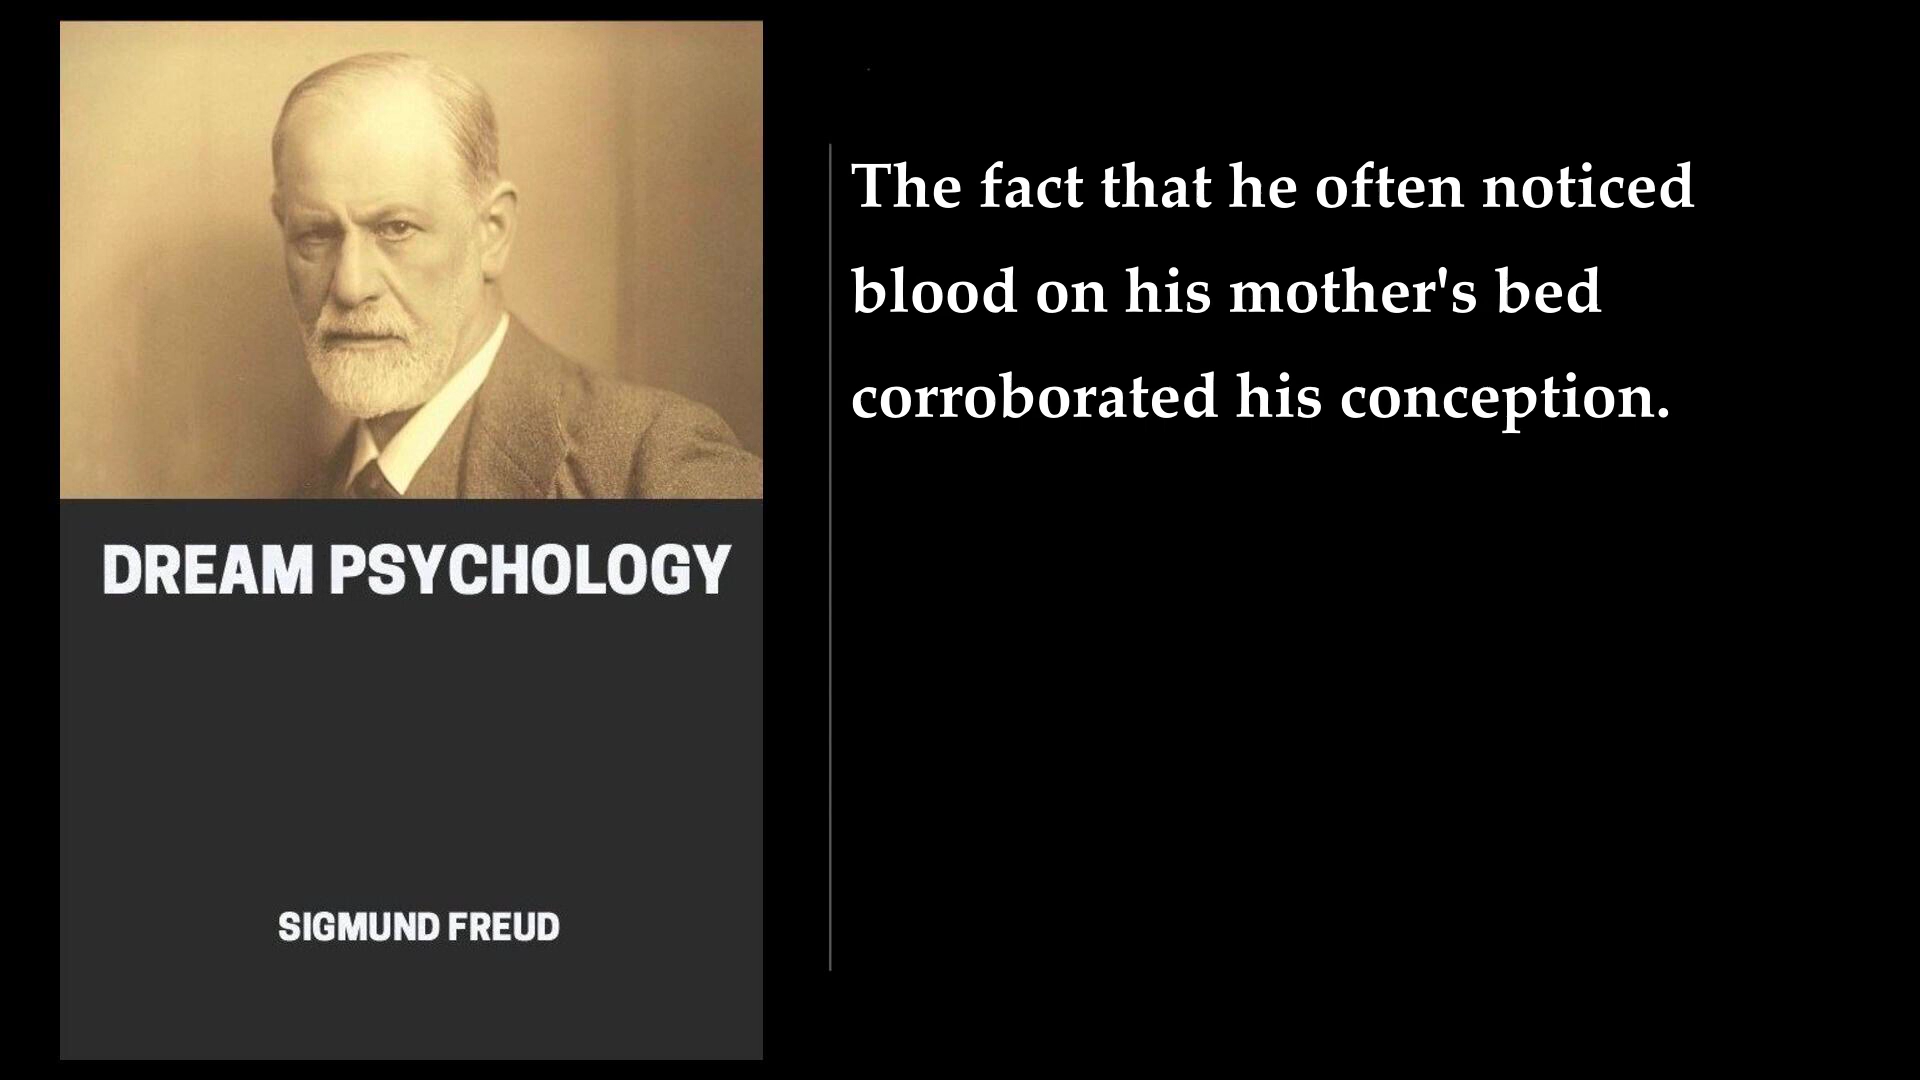 DREAM PSYCHOLOGY
SIGMUND FREUD
The fact that he often noticed
blood on his mother's bed
corroborated his conception.